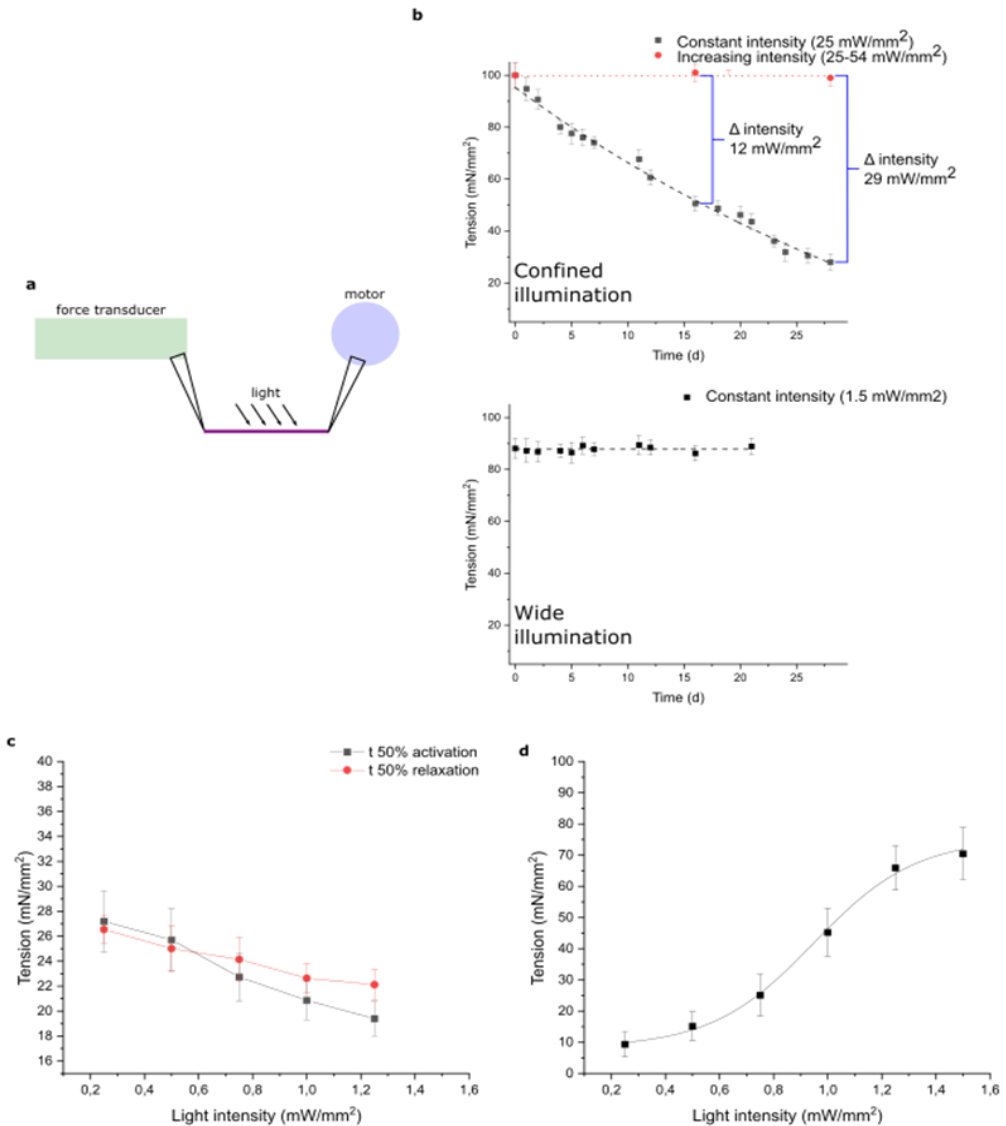 a
force transducer
motor
light
b
Constant intensity (25 mW/mm2)
Increasing intensity (25-54 mW/mm2)
100
80
60
40
20
Tension (mN/mm2)
Δ intensity
12 mW/mm2
Δ intensity
29 mW/mm2
Confined
illumination
0 5 10 15 20 25
Time (d)
Constant intensity (1.5 mW/mm2)
100
80
60
40
20
Tension (mN/mm2)
Wide
illumination
0 5 10 15 20 25
Time (d)
c
t 50% activation
t 50% relaxation
40
38
36
34
32
30
28
26
24
22
20
18
16
Tension (mN/mm2)
0,2 0,4 0,6 0,8 1,0 1,2 1,4
Light intensity (mW/mm2)
d
100
90
80
70
60
50
40
30
20
10
0
Tension (mN/mm2)
0,2 0,4 0,6 0,8 1,0 1,2 1,4 1,6
Light intensity (mW/mm2)